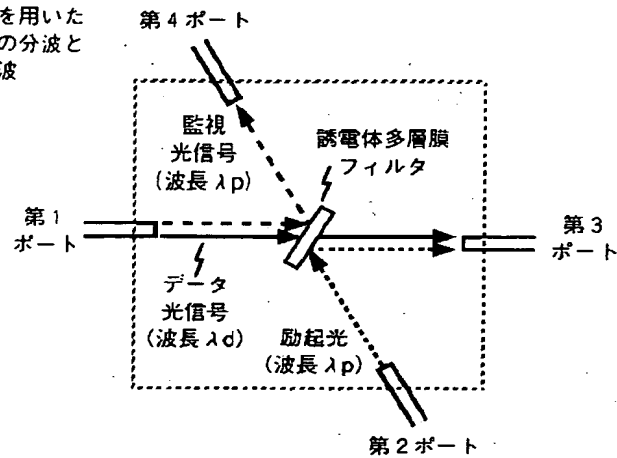 を用いた
の分波と
波
第4ポート
監視
光信号
(波長λp)
誘電体多層膜
フィルタ
第1
ポート
第3
ポート
データ
光信号
(波長λd)
励起光
(波長λp)
第2ポート